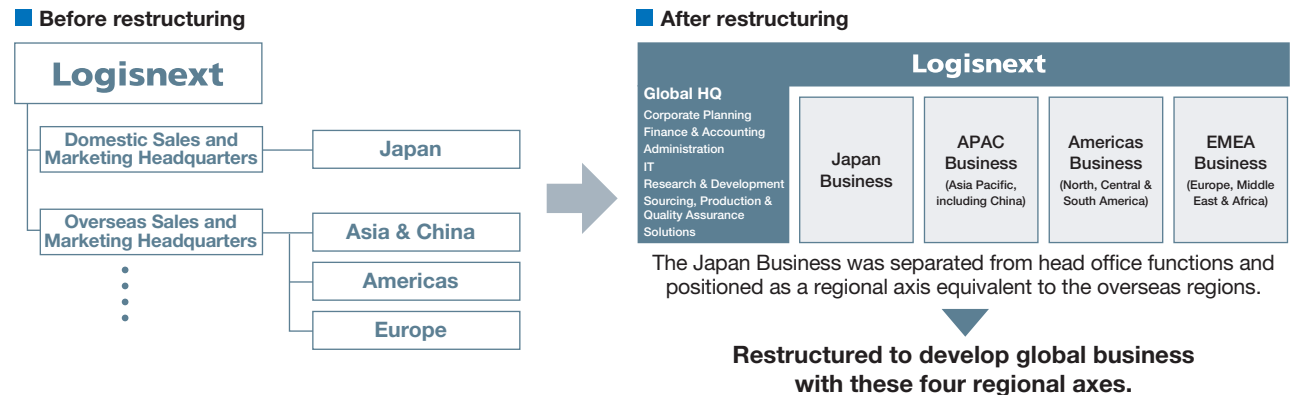 Before restructuring
Logisnext
Domestic Sales and
Marketing Headquarters
Japan
Overseas Sales and
Marketing Headquarters
Asia & China
Americas
Europe
After restructuring
Logisnext
Global HQ
Corporate Planning
Finance & Accounting
Administration
IT
Research & Development
Sourcing, Production &
Quality Assurance
Solutions
Japan
Business
APAC
Business
(Asia Pacific,
including China)
Americas
Business
(North, Central &
South America)
EMEA
Business
(Europe, Middle
East & Africa)
The Japan Business was separated from head office functions and
positioned as a regional axis equivalent to the overseas regions.
Restructured to develop global business
with these four regional axes.